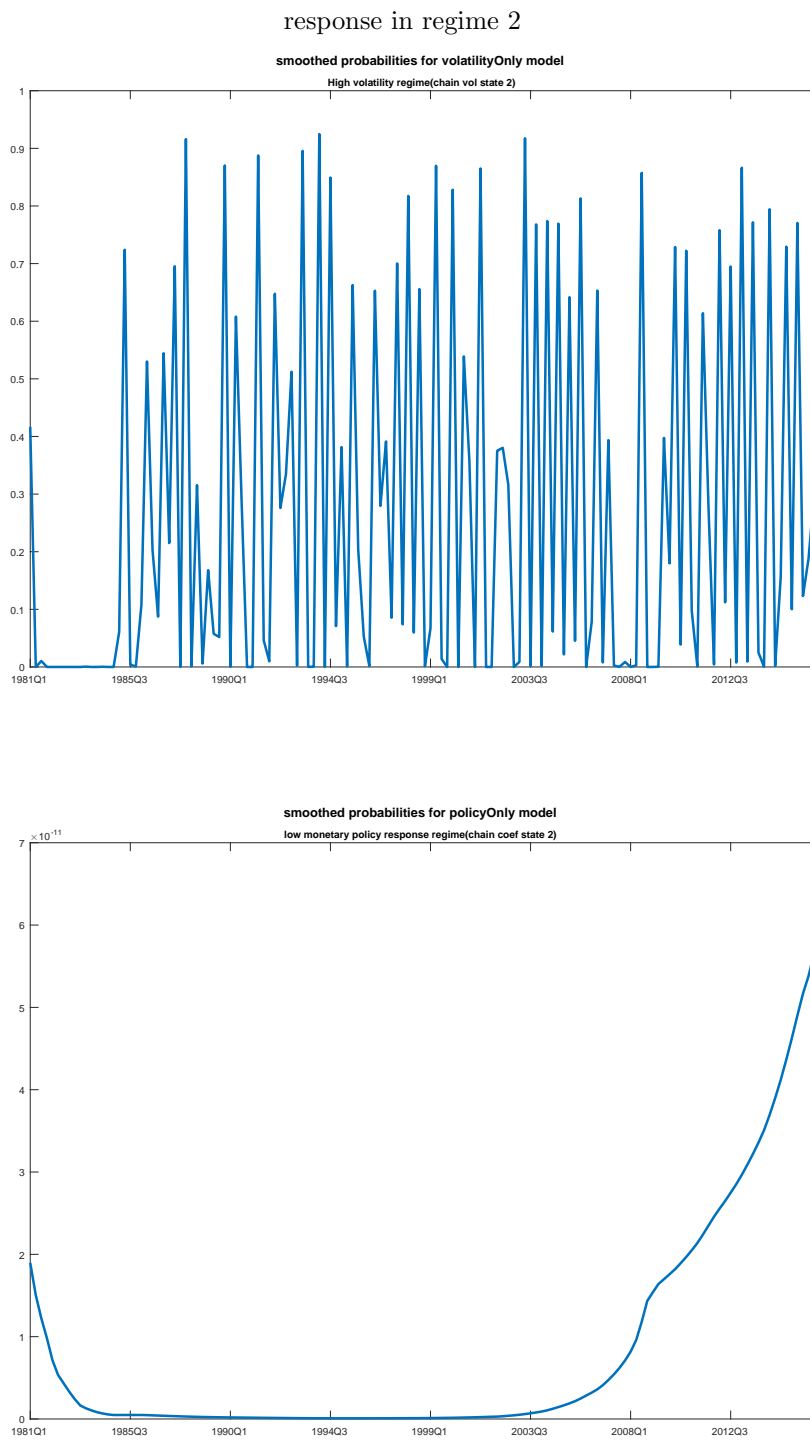 response in regime 2
smoothed probabilities for volatilityOnly model
High volatility regime(chain vol state 2)
1
0.9
0.8
0.7
0.6
0.5
0.4
0.3
0.2
0.1
0
1981Q1 1985Q3 1990Q1 1994Q3 1999Q1 2003Q3 2008Q1 2012Q3
smoothed probabilities for policyOnly model
low monetary policy response regime(chain coef state 2)
×10⁻¹¹
7
6
5
4
3
2
1
0
1981Q1 1985Q3 1990Q1 1994Q3 1999Q1 2003Q3 2008Q1 2012Q3